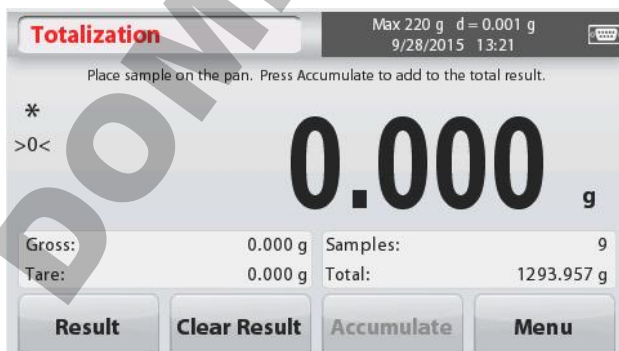 Totalization
Max 220 g d = 0.001 g
9/28/2015 13:21
Place sample on the pan. Press Accumulate to add to the total result.
*
>0<
0.000 g
Gross: 0.000 g Samples: 9
Tare: 0.000 g Total: 1293.957 g
Result Clear Result Accumulate Menu